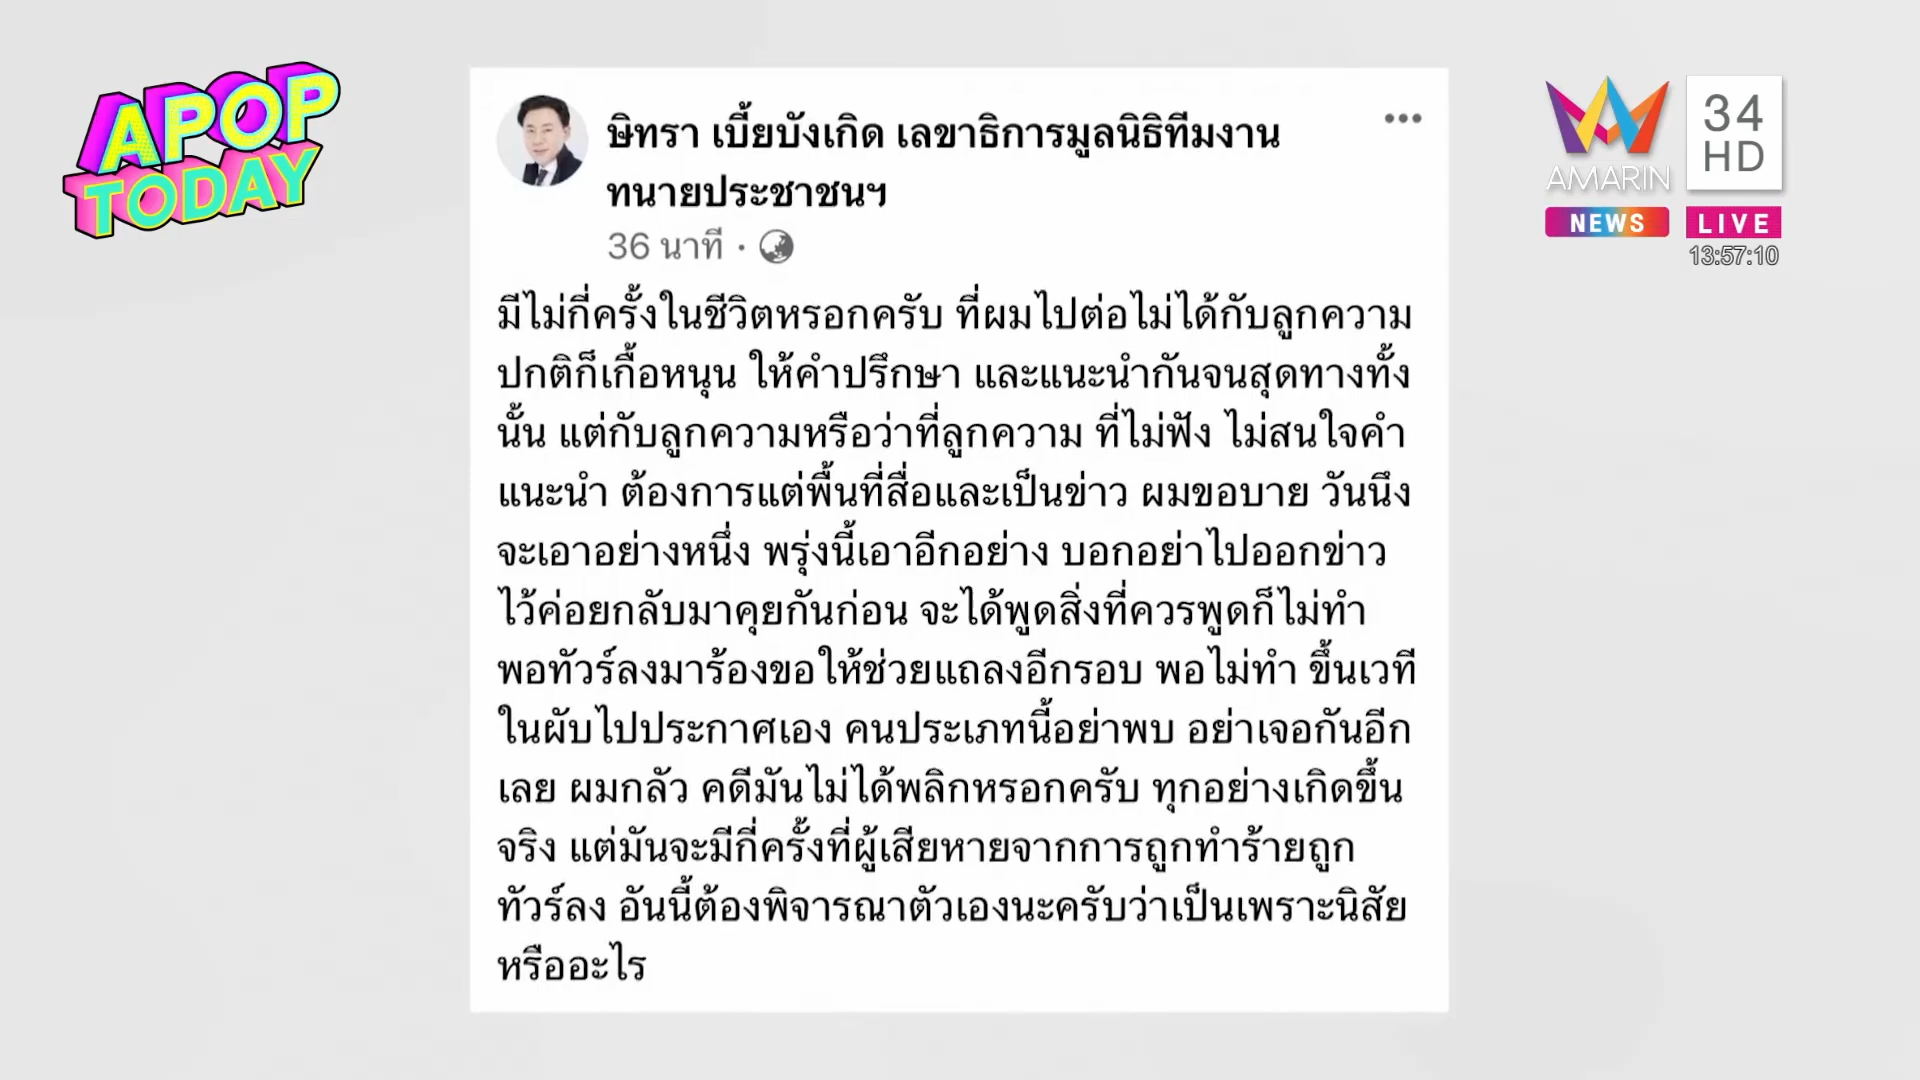 APOP
TODAY
ษิทรา เบี้ยบังเกิด เลขาธิการมูลนิธิทีมงาน
ทนายประชาชนฯ
36 นาที ·
มีไม่กี่ครั้งในชีวิตหรอกครับ ที่ผมไปต่อไม่ได้กับลูกความ
ปกติก็เกื้อหนุน ให้คำปรึกษา และแนะนำกันจนสุดทางทั้ง
นั้น แต่กับลูกความหรือว่าที่ลูกความ ที่ไม่ฟัง ไม่สนใจคำ
แนะนำ ต้องการแต่พื้นที่สื่อและเป็นข่าว ผมขอบาย วันนึง
จะเอาอย่างหนึ่ง พรุ่งนี้เอาอีกอย่าง บอกอย่าไปออกข่าว
ไว้ค่อยกลับมาคุยกันก่อน จะได้พูดสิ่งที่ควรพูดก็ไม่ทำ
พอทัวร์ลงมาร้องขอให้ช่วยแถลงอีกรอบ พอไม่ทำ ขึ้นเวที
ในผับไปประกาศเอง คนประเภทนี้อย่าพบ อย่าเจอกันอีก
เลย ผมกลัว คดีมันไม่ได้พลิกหรอกครับ ทุกอย่างเกิดขึ้น
จริง แต่มันจะมีกี่ครั้งที่ผู้เสียหายจากการถูกทำร้ายถูก
ทัวร์ลง อันนี้ต้องพิจารณาตัวเองนะครับว่าเป็นเพราะนิสัย
หรืออะไร
AMARIN
NEWS
34
HD
LIVE
13:57:10